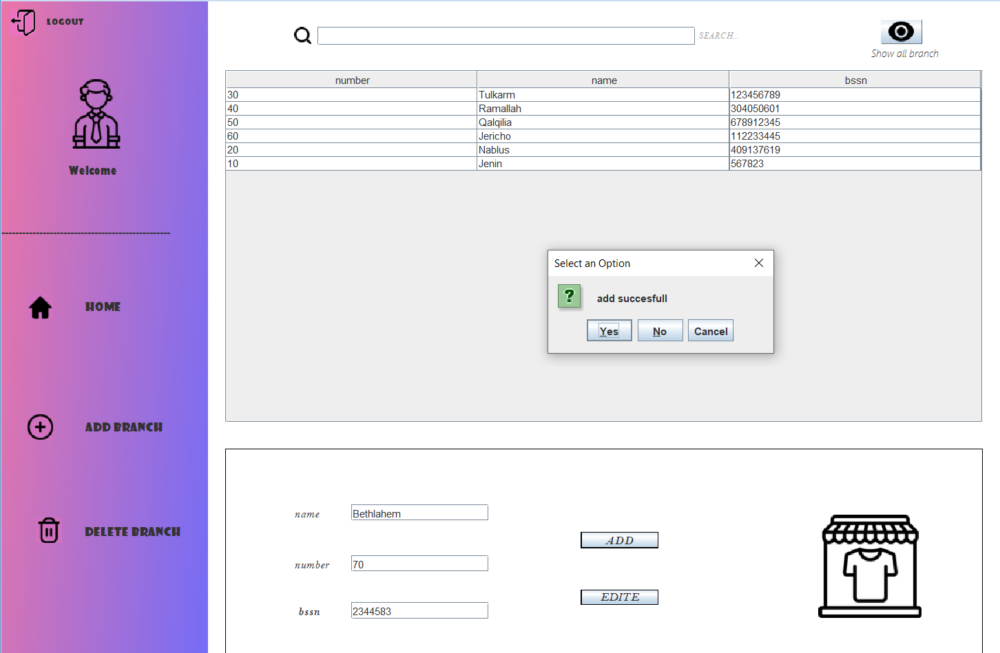 LOGOUT
SEARCH...
Show all branch
Welcome
-------------------------------------------------
number name bssn
30 Tulkarm 123456789
40 Ramallah 304050601
50 Qalqilia 678912345
60 Jericho 112233445
20 Nablus 409137619
10 Jenin 567823
Select an Option
? add succesfull
Yes No Cancel
HOME
ADD BRANCH
DELETE BRANCH
name Bethlahem
ADD
number 70
EDITE
bssn 2344583